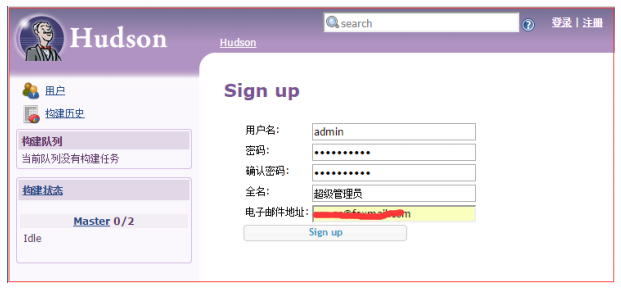 Hudson
search
登录 | 注册
Hudson
用户
构建历史
构建队列
当前队列没有构建任务
构建状态
Master 0/2
Idle
Sign up
用户名: admin
密码: ••••••••••
确认密码: ••••••••••
全名: 超级管理员
电子邮件地址:
Sign up